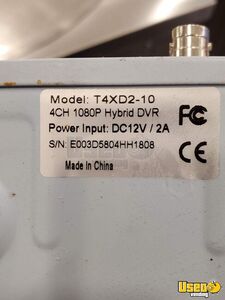 Model: T4XD2-10
4CH 1080P Hybrid DVR
Power Input: DC12V / 2A
S/N: E003D5804HH1808
Made in China
FC
CE
Used
vending